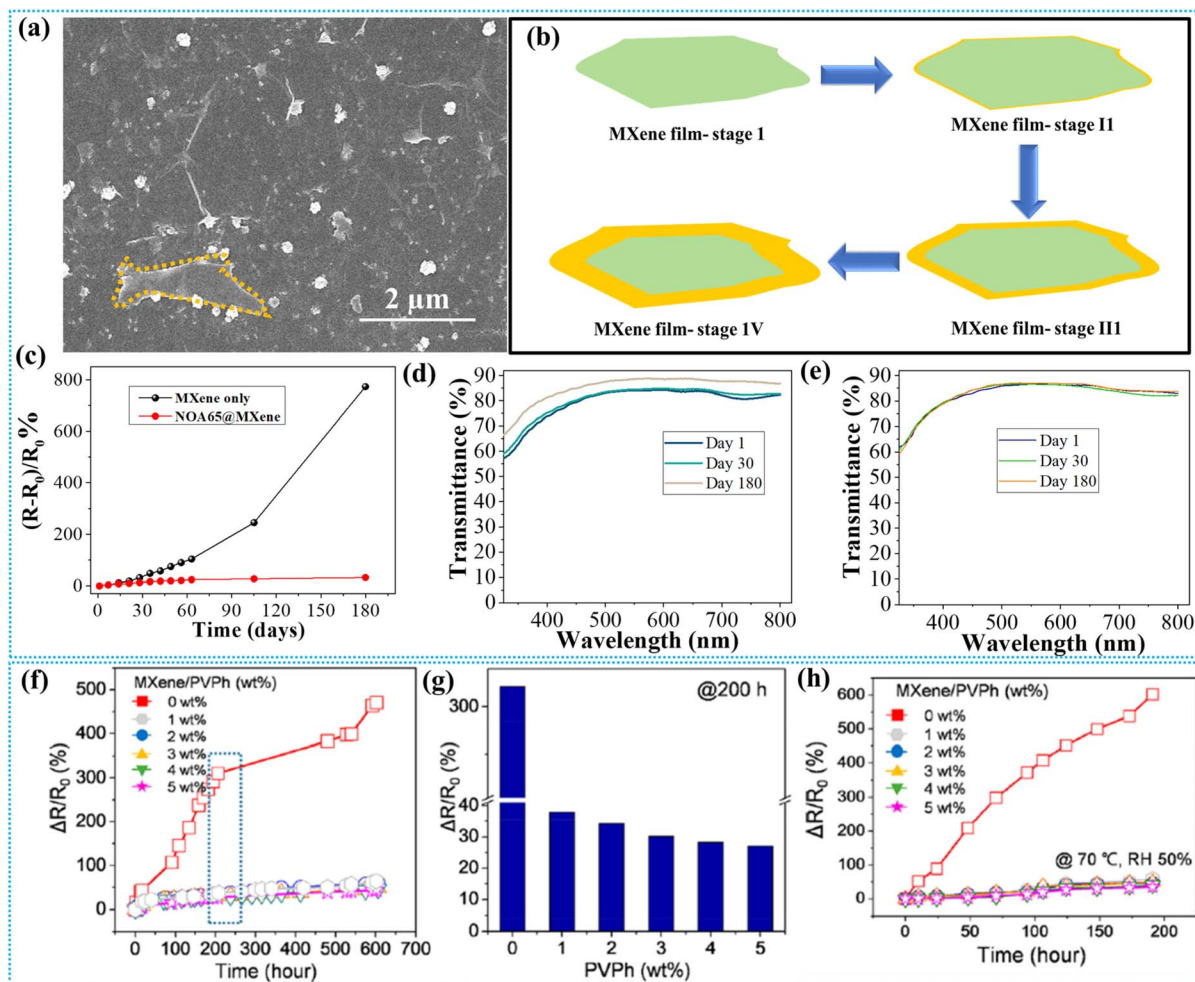 (a)
2 µm
(b)
MXene film- stage 1
MXene film- stage I1
MXene film- stage 1V
MXene film- stage II1
(c)
800
600
400
200
0
(R-R0)/R0 %
MXene only
NOA65@MXene
0 30 60 90 120 150 180
Time (days)
(d)
90
80
70
60
50
40
30
20
10
0
Transmittance (%)
Day 1
Day 30
Day 180
400 500 600 700 800
Wavelength (nm)
(e)
90
80
70
60
50
40
30
20
10
0
Transmittance (%)
Day 1
Day 30
Day 180
400 500 600 700 800
Wavelength (nm)
(f)
500
400
300
200
100
0
ΔR/R0 (%)
MXene/PVPh (wt%)
0 wt%
1 wt%
2 wt%
3 wt%
4 wt%
5 wt%
0 100 200 300 400 500 600 700
Time (hour)
(g)
@200 h
300
40
30
20
10
0
ΔR/R0 (%)
0 1 2 3 4 5
PVPh (wt%)
(h)
600
500
400
300
200
100
0
ΔR/R0 (%)
MXene/PVPh (wt%)
0 wt%
1 wt%
2 wt%
3 wt%
4 wt%
5 wt%
@ 70 ℃, RH 50%
0 50 100 150 200
Time (hour)